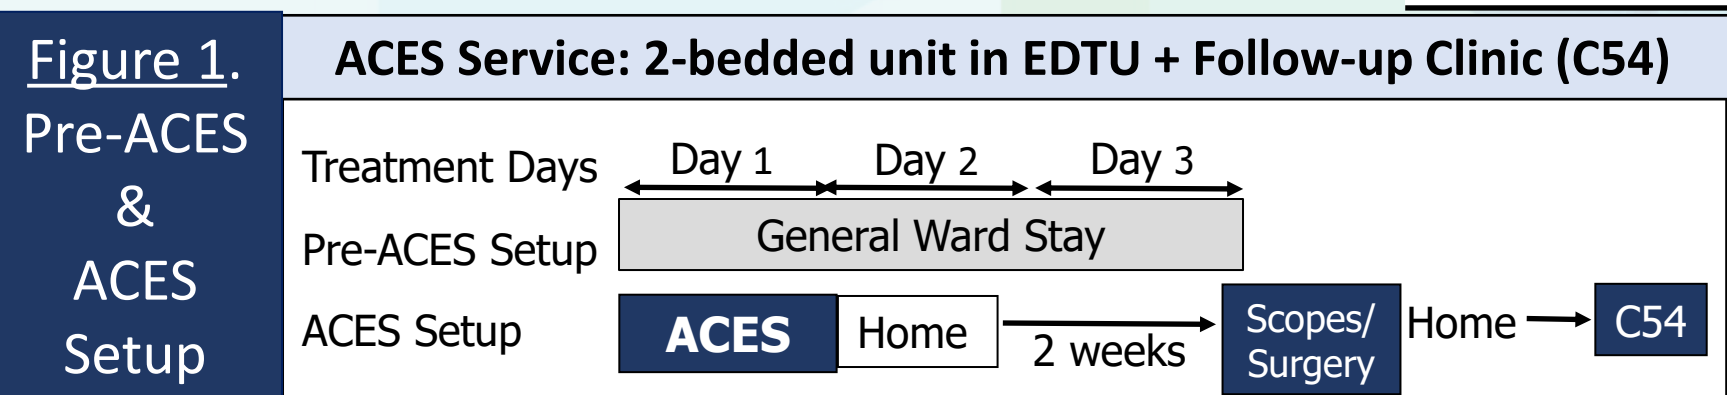 Figure 1.
Pre-ACES
&
ACES
Setup
ACES Service: 2-bedded unit in EDTU + Follow-up Clinic (C54)
Treatment Days
Day 1
Day 2
Day 3
Pre-ACES Setup
General Ward Stay
ACES Setup
ACES
Home
2 weeks
Scopes/
Surgery
Home
C54